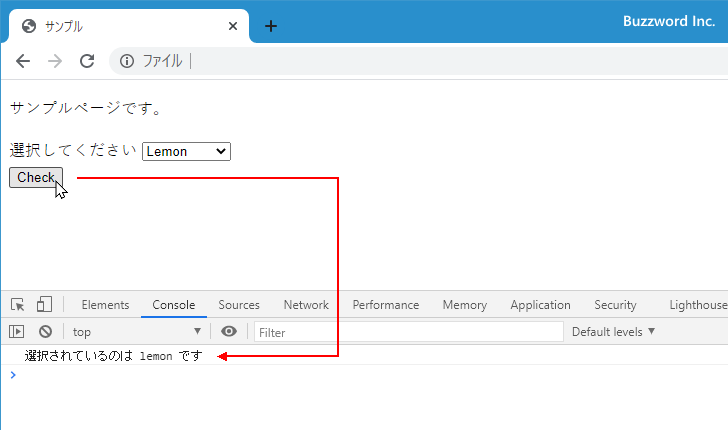 サンプル
Buzzword Inc.
ファイル
サンプルページです。
選択してください Lemon
Check
Elements Console Sources Network Performance Memory Application Security Lighthouse
top Filter Default levels
選択されているのは lemon です